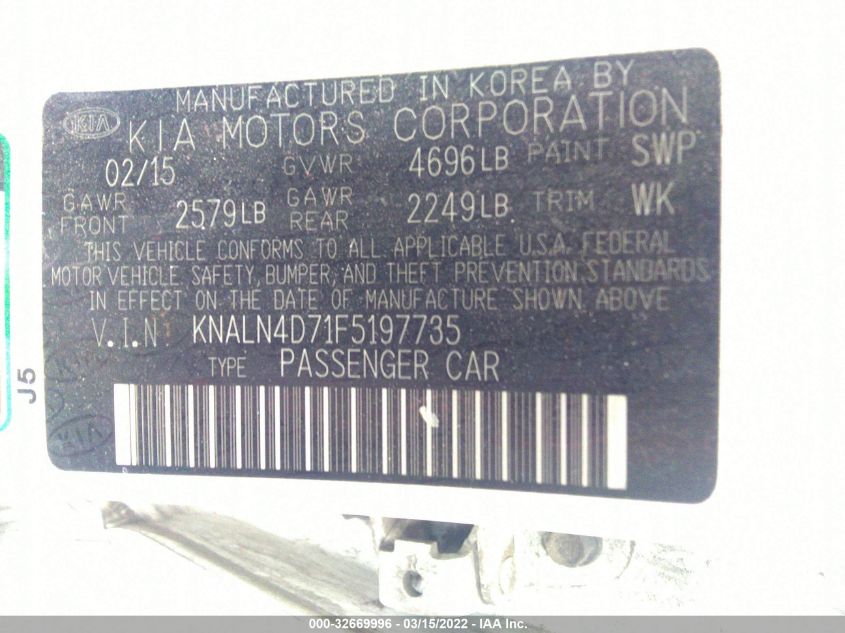 MANUFACTURED IN KOREA BY
KIA KIA MOTORS CORPORATION
02/15 GVWR 4696LB PAINT SWP
GAWR FRONT 2579LB GAWR REAR 2249LB. TRIM WK
THIS VEHICLE CONFORMS TO ALL APPLICABLE U.S.A. FEDERAL
MOTOR VEHICLE SAFETY, BUMPER, AND THEFT PREVENTION STANDARDS
IN EFFECT ON THE DATE OF MANUFACTURE SHOWN ABOVE
V.I.N KNALN4D71F5197735
TYPE PASSENGER CAR
KIA
J5
000-32669996 - 03/15/2022 - IAA Inc.